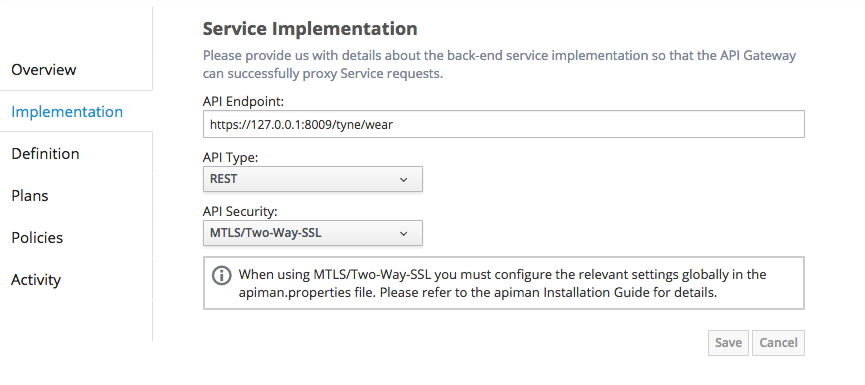 Service Implementation
Please provide us with details about the back-end service implementation so that the API Gateway
can successfully proxy Service requests.
Overview
Implementation
Definition
Plans
Policies
Activity
API Endpoint:
https://127.0.0.1:8009/tyne/wear
API Type:
REST
API Security:
MTLS/Two-Way-SSL
When using MTLS/Two-Way-SSL you must configure the relevant settings globally in the
apiman.properties file. Please refer to the apiman Installation Guide for details.
Save
Cancel